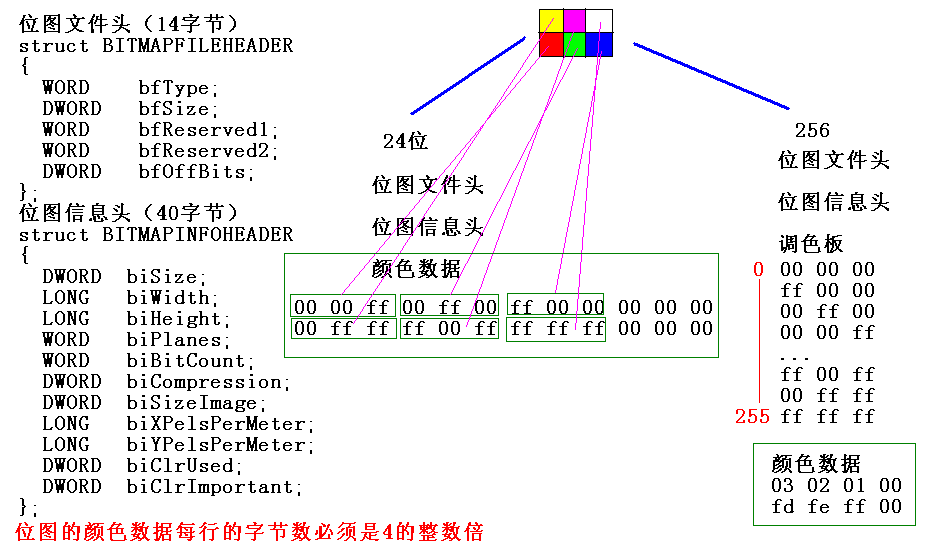 位图文件头（14字节）
struct BITMAPFILEHEADER
{
WORD bfType;
DWORD bfSize;
WORD bfReserved1;
WORD bfReserved2;
DWORD bfOffBits;
};
位图信息头（40字节）
struct BITMAPINFOHEADER
{
DWORD biSize;
LONG biWidth;
LONG biHeight;
WORD biPlanes;
WORD biBitCount;
DWORD biCompression;
DWORD biSizeImage;
LONG biXPelsPerMeter;
LONG biYPelsPerMeter;
DWORD biClrUsed;
DWORD biClrImportant;
};
位图的颜色数据每行的字节数必须是4的整数倍
24位
位图文件头
位图信息头
颜色数据
00 00 ff 00 ff 00 ff 00 00 00 00 00
00 ff ff ff 00 ff ff ff ff 00 00 00
256
位图文件头
位图信息头
调色板
0 00 00 00
ff 00 00
00 ff 00
00 00 ff
...
ff 00 ff
00 ff ff
255 ff ff ff
颜色数据
03 02 01 00
fd fe ff 00